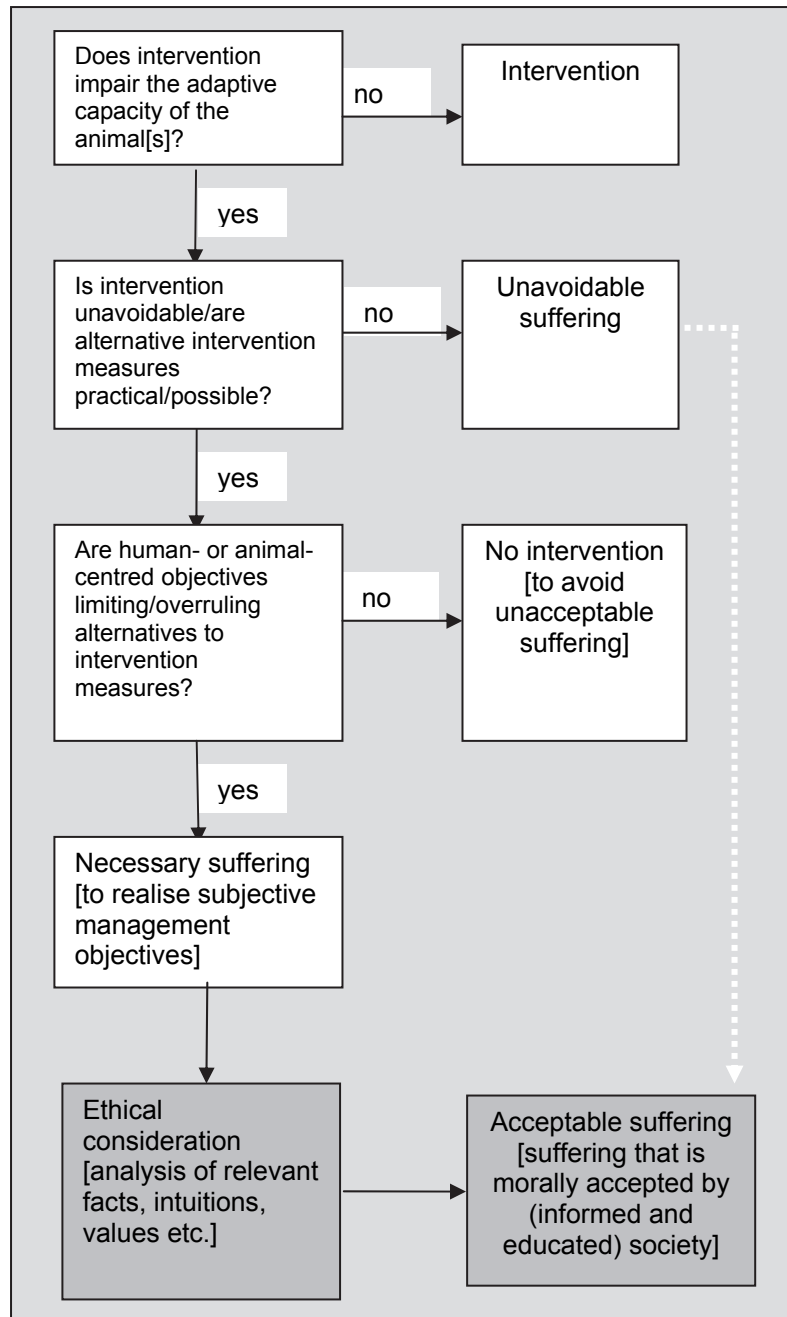 Does intervention
impair the adaptive
capacity of the
animal[s]?
no
Intervention
yes
Is intervention
unavoidable/are
alternative intervention
measures
practical/possible?
no
Unavoidable
suffering
yes
Are human- or animal-
centred objectives
limiting/overruling
alternatives to
intervention
measures?
no
No intervention
[to avoid
unacceptable
suffering]
yes
Necessary suffering
[to realise subjective
management
objectives]
Ethical
consideration
[analysis of relevant
facts, intuitions,
values etc.]
Acceptable suffering
[suffering that is
morally accepted by
(informed and
educated) society]